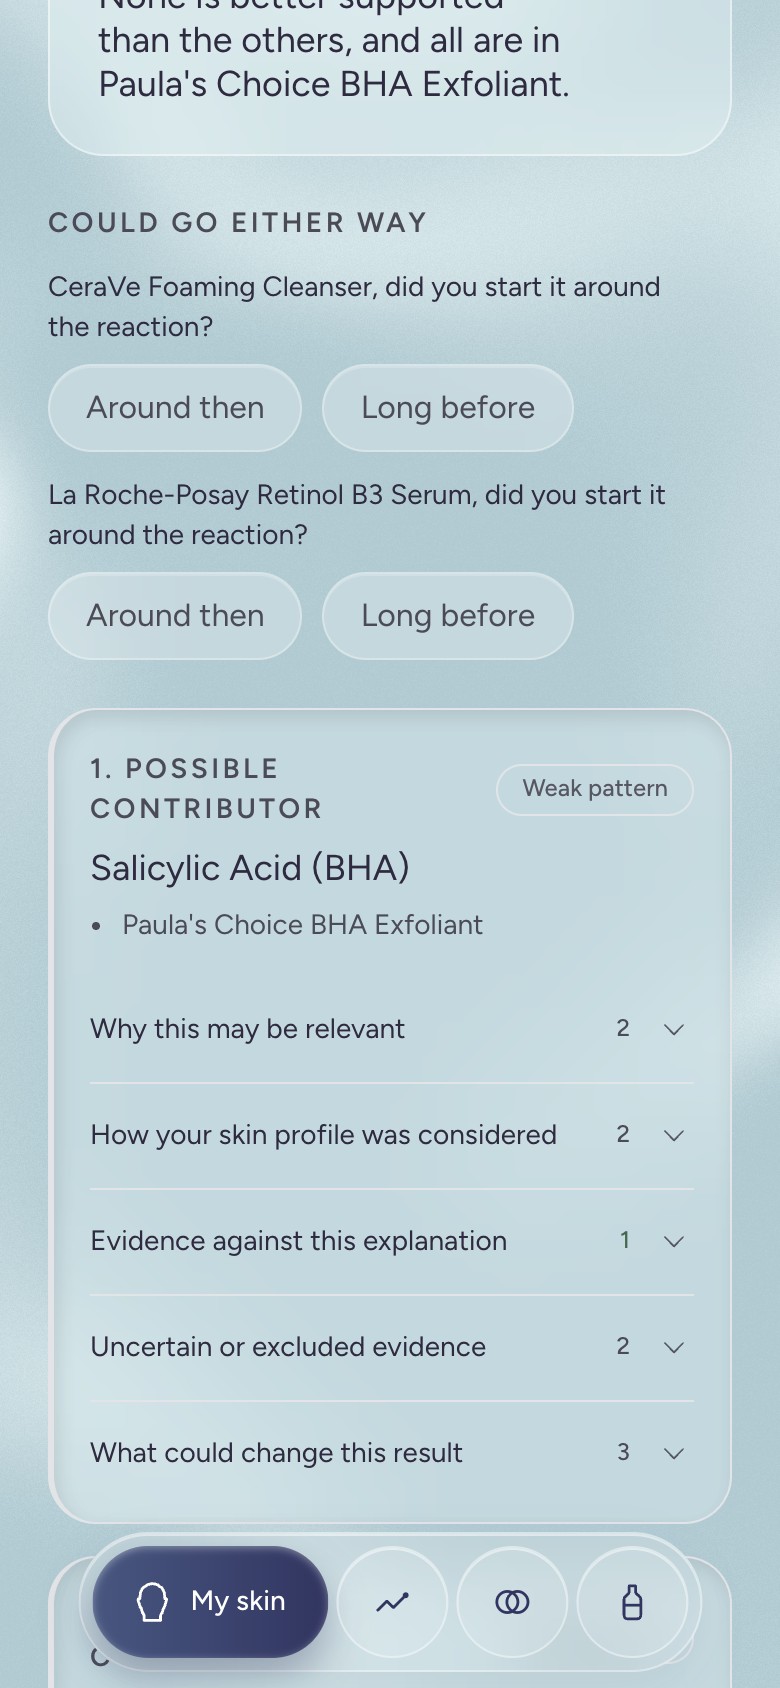 None is better supported
than the others, and all are in
Paula's Choice BHA Exfoliant.
COULD GO EITHER WAY
CeraVe Foaming Cleanser, did you start it around
the reaction?
Around then
Long before
La Roche-Posay Retinol B3 Serum, did you start it
around the reaction?
Around then
Long before
1. POSSIBLE
CONTRIBUTOR
Weak pattern
Salicylic Acid (BHA)
• Paula's Choice BHA Exfoliant
Why this may be relevant 2
How your skin profile was considered 2
Evidence against this explanation 1
Uncertain or excluded evidence 2
What could change this result 3
My skin